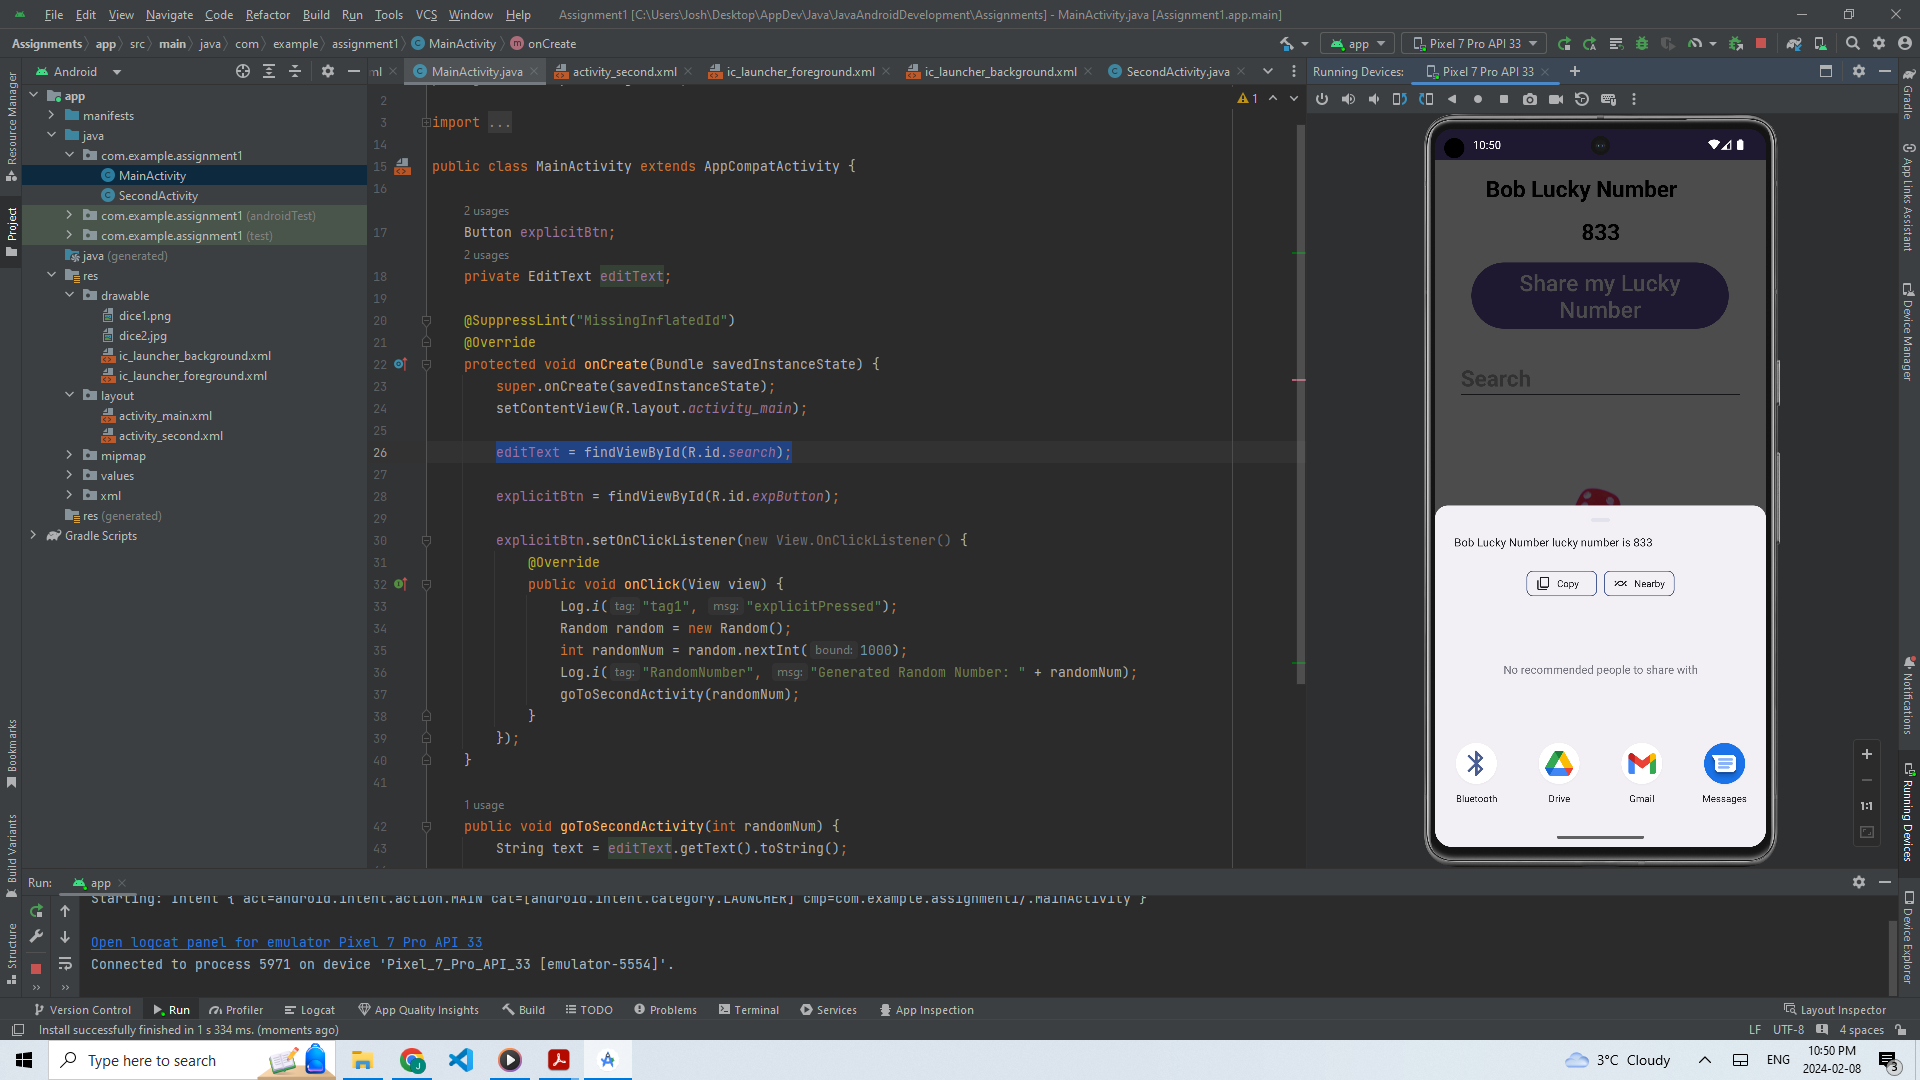 File Edit View Navigate Code Refactor Build Run Tools VCS Window Help Assignment1 [C:\Users\Josh\Desktop\AppDev\Java\JavaAndroidDevelopment\Assignments] - MainActivity.java [Assignment1.app.main]
Assignments app src main java com example assignment1 MainActivity onCreate
app
Pixel 7 Pro API 33
Android
MainActivity.java
activity_second.xml
ic_launcher_foreground.xml
ic_launcher_background.xml
SecondActivity.java
Running Devices:
Pixel 7 Pro API 33
Resource Manager
Project
Bookmarks
Build Variants
Structure
app
manifests
java
com.example.assignment1
MainActivity
SecondActivity
com.example.assignment1 (androidTest)
com.example.assignment1 (test)
java (generated)
res
drawable
dice1.png
dice2.jpg
ic_launcher_background.xml
ic_launcher_foreground.xml
layout
activity_main.xml
activity_second.xml
mipmap
values
xml
res (generated)
Gradle Scripts
1
2
3 import ...
14
15 public class MainActivity extends AppCompatActivity {
16
2 usages
17 Button explicitBtn;
2 usages
18 private EditText editText;
19
20 @SuppressLint("MissingInflatedId")
21 @Override
22 protected void onCreate(Bundle savedInstanceState) {
23 super.onCreate(savedInstanceState);
24 setContentView(R.layout.activity_main);
25
26 editText = findViewById(R.id.search);
27
28 explicitBtn = findViewById(R.id.expButton);
29
30 explicitBtn.setOnClickListener(new View.OnClickListener() {
31 @Override
32 public void onClick(View view) {
33 Log.i( tag: "tag1", msg: "explicitPressed");
34 Random random = new Random();
35 int randomNum = random.nextInt( bound: 1000);
36 Log.i( tag: "RandomNumber", msg: "Generated Random Number: " + randomNum);
37 goToSecondActivity(randomNum);
38 }
39 });
40 }
41
1 usage
42 public void goToSecondActivity(int randomNum) {
43 String text = editText.getText().toString();
10:50
Bob Lucky Number
833
Share my Lucky
Number
Search
Bob Lucky Number lucky number is 833
Copy
Nearby
No recommended people to share with
Bluetooth
Drive
Gmail
Messages
1:1
Gradle
App Links Assistant
Device Manager
Notifications
Running Devices
Device Explorer
Run: app
Starting: Intent { act=android.intent.action.MAIN cat=[android.intent.category.LAUNCHER] cmp=com.example.assignment1/.MainActivity }
Open logcat panel for emulator Pixel 7 Pro API 33
Connected to process 5971 on device 'Pixel_7_Pro_API_33 [emulator-5554]'.
Version Control Run Profiler Logcat App Quality Insights Build TODO Problems Terminal Services App Inspection Layout Inspector
Install successfully finished in 1 s 334 ms. (moments ago)
LF UTF-8 4 spaces
Type here to search
3°C Cloudy
ENG
10:50 PM
2024-02-08
3